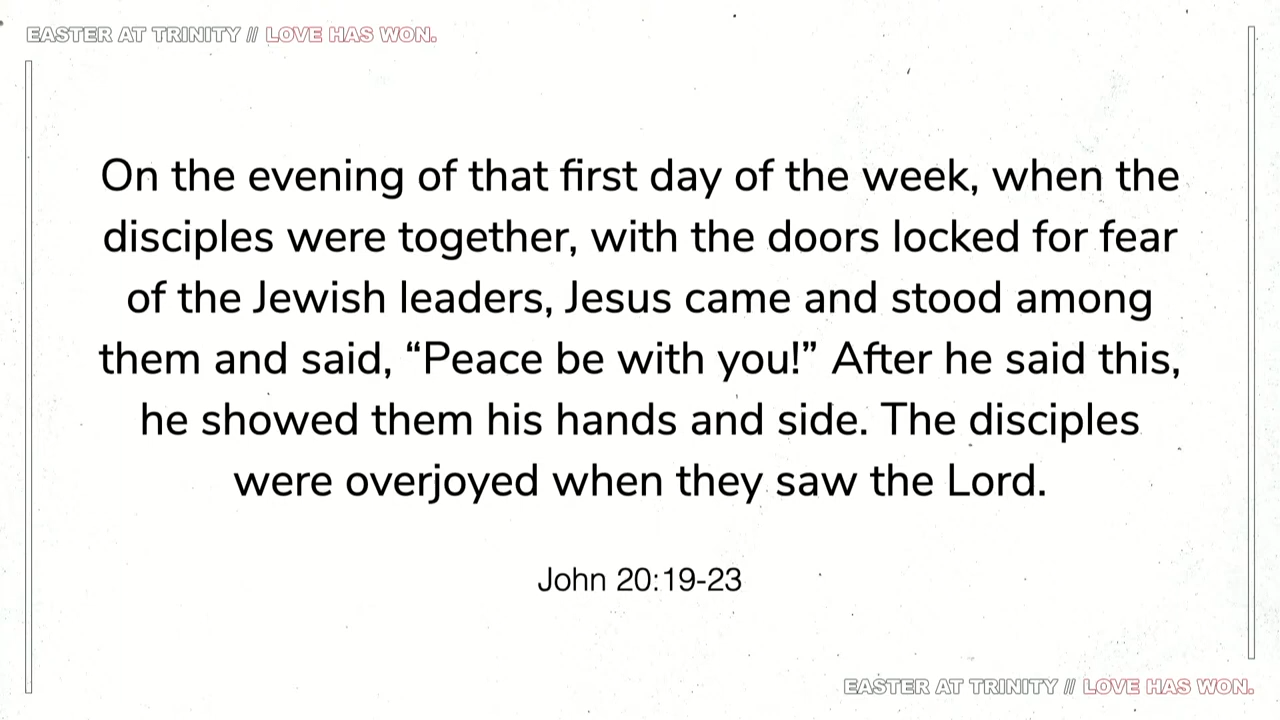 EASTER AT TRINITY // LOVE HAS WON.
On the evening of that first day of the week, when the
disciples were together, with the doors locked for fear
of the Jewish leaders, Jesus came and stood among
them and said, “Peace be with you!” After he said this,
he showed them his hands and side. The disciples
were overjoyed when they saw the Lord.
John 20:19-23
EASTER AT TRINITY // LOVE HAS WON.